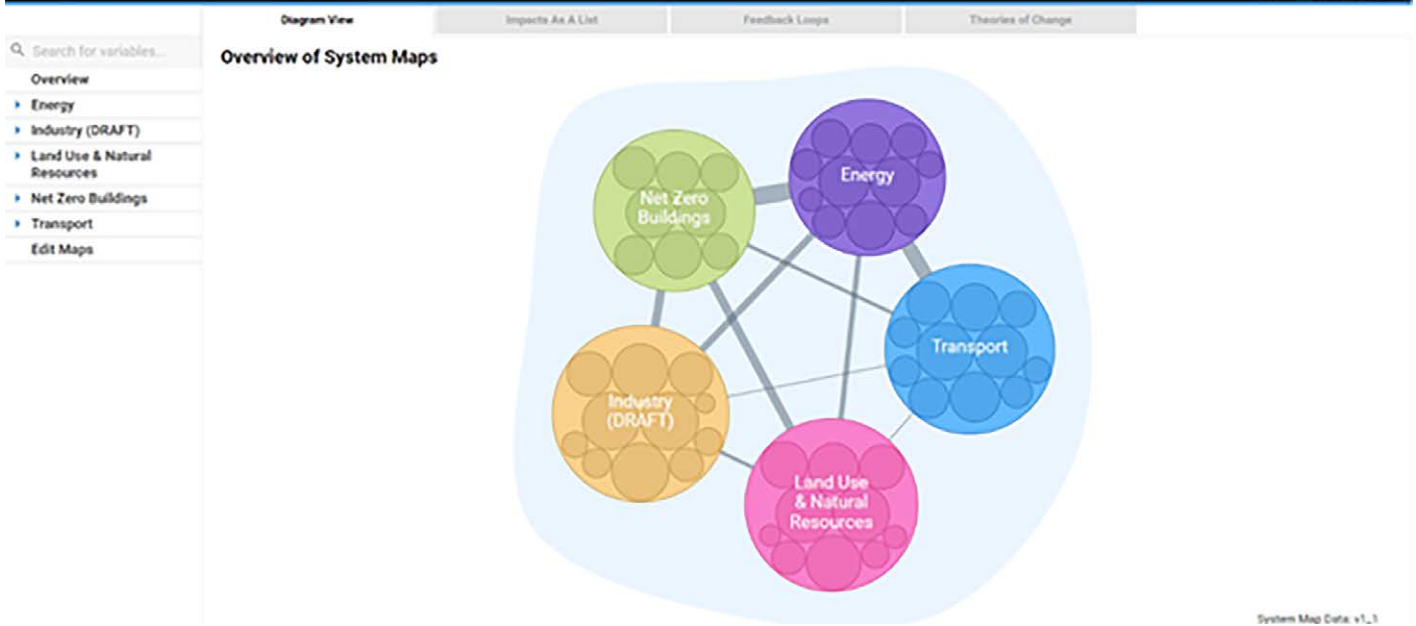 Diagram View
Impacts As A List
Feedback Loops
Theories of Change
Search for variables...
Overview
Energy
Industry (DRAFT)
Land Use & Natural
Resources
Net Zero Buildings
Transport
Edit Maps
Overview of System Maps
Energy
Net Zero
Buildings
Transport
Industry
(DRAFT)
Land Use
& Natural
Resources
System Map Data: v1_1